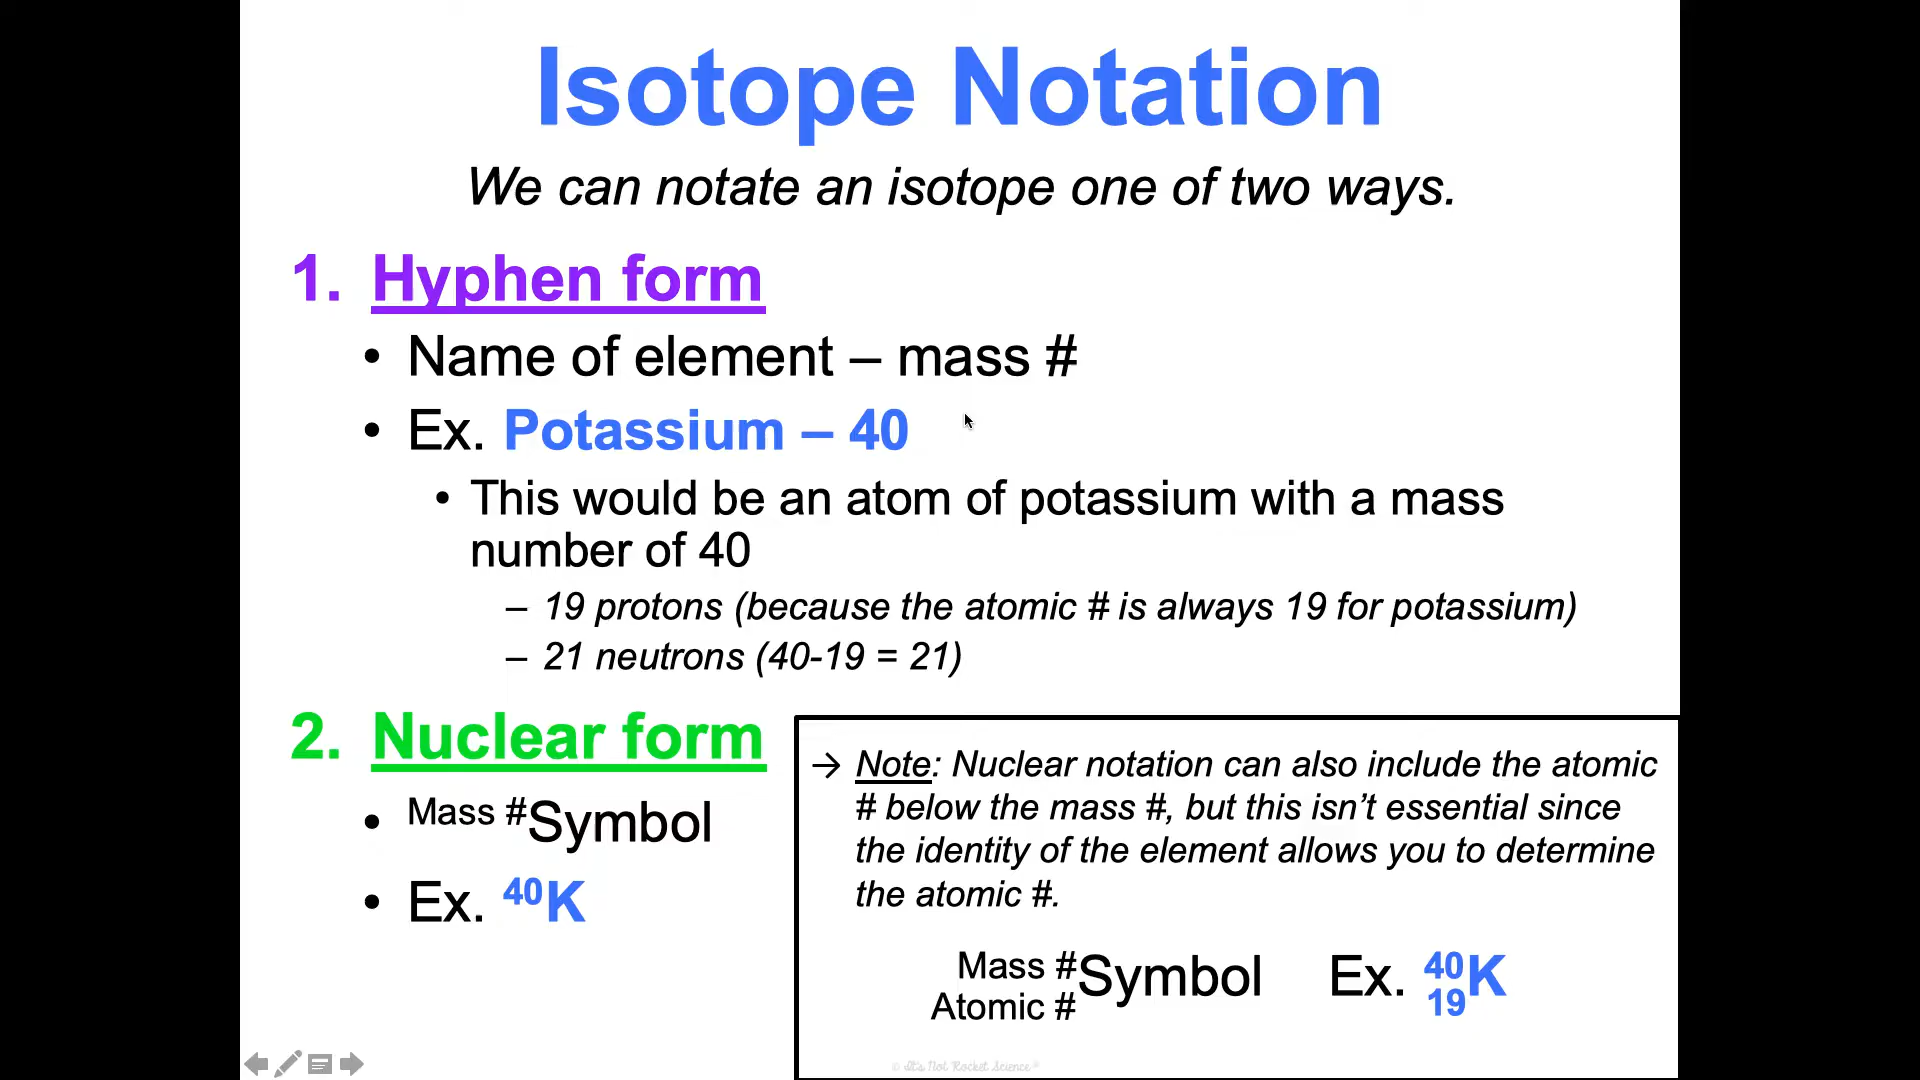 Isotope Notation
We can notate an isotope one of two ways.
1. Hyphen form
• Name of element – mass #
• Ex. Potassium – 40
• This would be an atom of potassium with a mass
number of 40
– 19 protons (because the atomic # is always 19 for potassium)
– 21 neutrons (40-19 = 21)
2. Nuclear form
• Mass #Symbol
• Ex. ⁴⁰K
→ Note: Nuclear notation can also include the atomic
# below the mass #, but this isn’t essential since
the identity of the element allows you to determine
the atomic #.
Mass #
Atomic #Symbol Ex. ⁴⁰₁₉K
© It's Not Rocket Science®